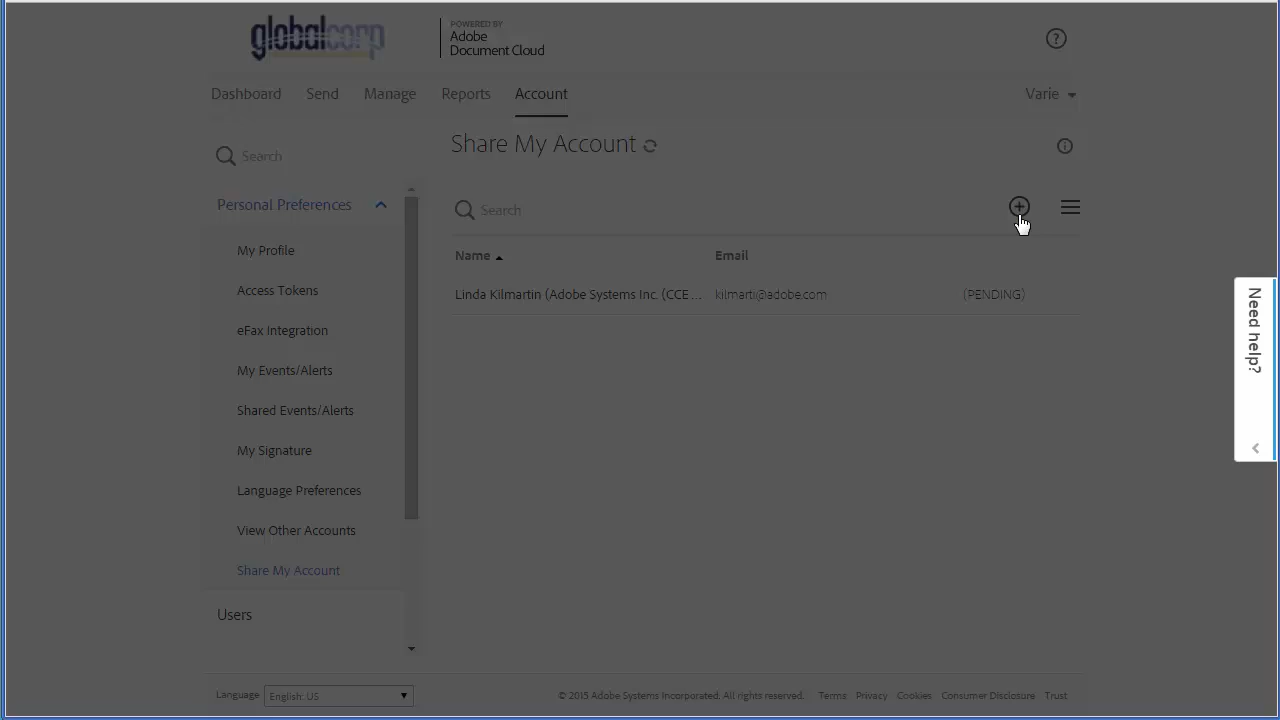 globalcorp
POWERED BY
Adobe
Document Cloud
Dashboard Send Manage Reports Account
Varie
Share My Account
Search
Search
Personal Preferences
Name Email
My Profile
Access Tokens
Linda Kilmartin (Adobe Systems Inc. (CCE... kilmarti@adobe.com (PENDING)
eFax Integration
My Events/Alerts
Shared Events/Alerts
My Signature
Language Preferences
View Other Accounts
Share My Account
Users
Need help?
Language English: US
© 2015 Adobe Systems Incorporated. All rights reserved. Terms Privacy Cookies Consumer Disclosure Trust